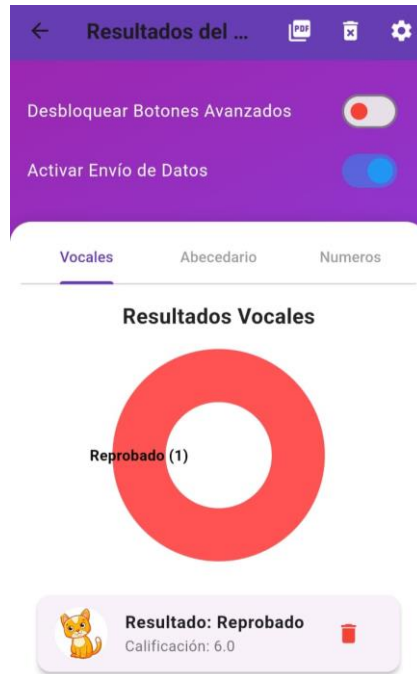 Resultados del ...
PDF
Desbloquear Botones Avanzados
Activar Envío de Datos
Vocales Abecedario Numeros
Resultados Vocales
Reprobado (1)
Resultado: Reprobado
Calificación: 6.0